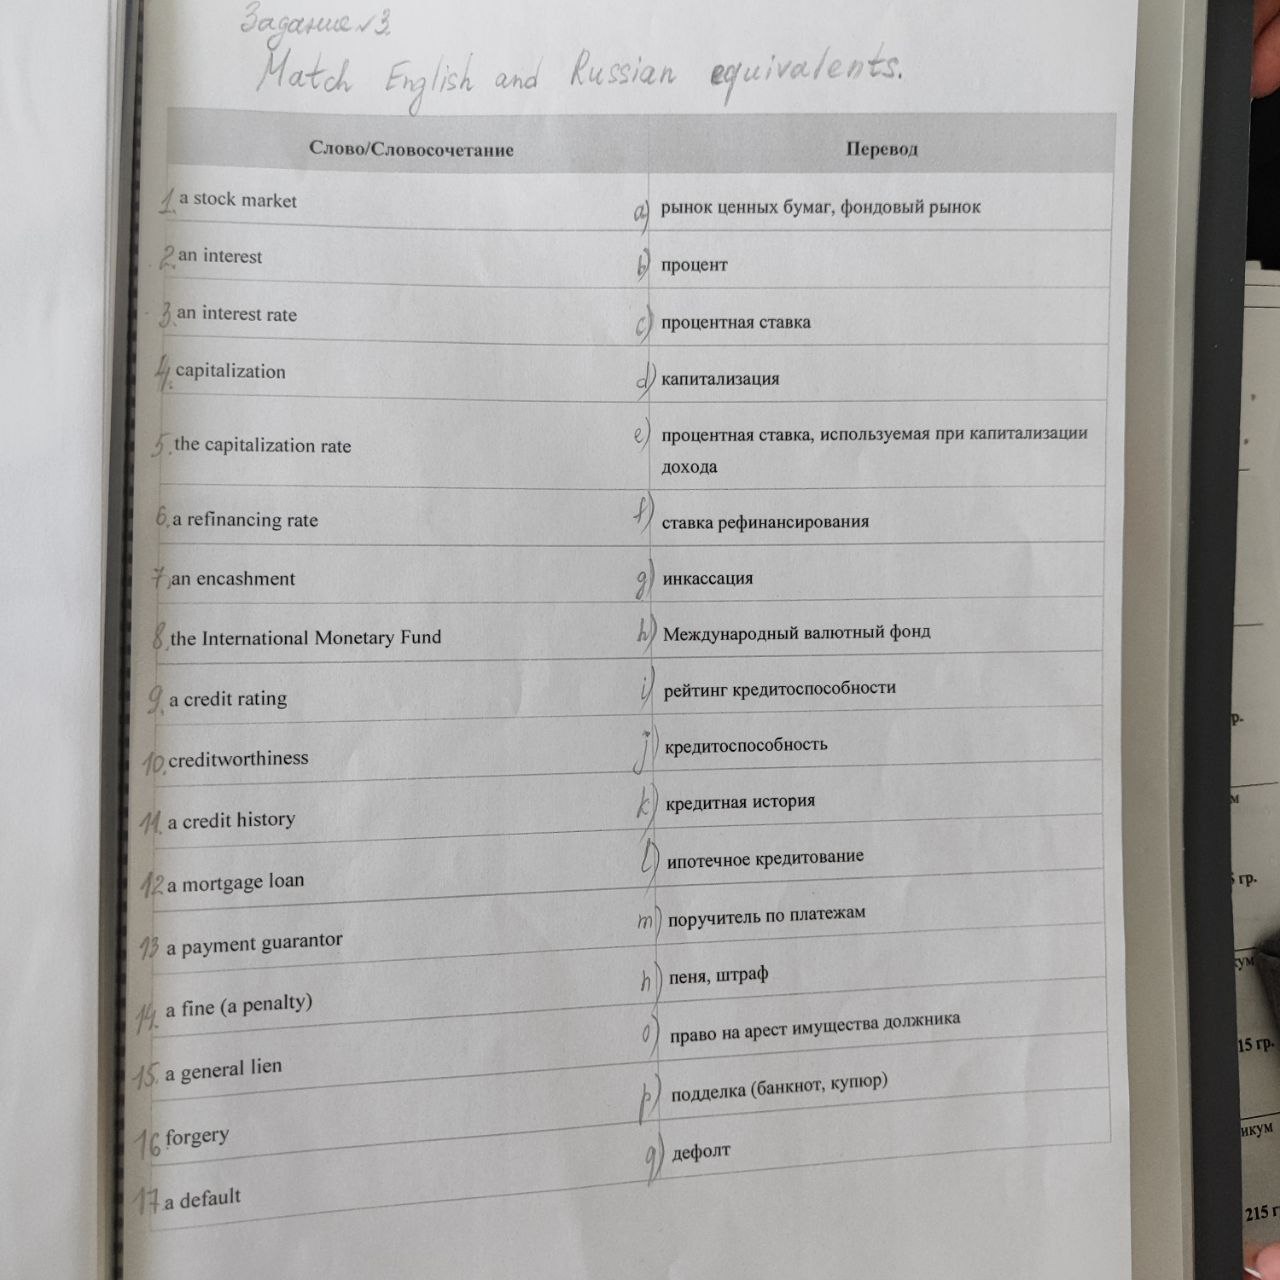 Задание №3.
Match English and Russian equivalents.
Слово/Словосочетание Перевод
1. a stock market a) рынок ценных бумаг, фондовый рынок
2. an interest b) процент
3. an interest rate c) процентная ставка
4. capitalization d) капитализация
5. the capitalization rate e) процентная ставка, используемая при капитализации
дохода
6. a refinancing rate f) ставка рефинансирования
7. an encashment g) инкассация
8. the International Monetary Fund h) Международный валютный фонд
9. a credit rating i) рейтинг кредитоспособности
10. creditworthiness j) кредитоспособность
11. a credit history k) кредитная история
12 a mortgage loan l) ипотечное кредитование
13 a payment guarantor m) поручитель по платежам
14. a fine (a penalty) n) пеня, штраф
15. a general lien o) право на арест имущества должника
16 forgery p) подделка (банкнот, купюр)
17. a default q) дефолт
гр.
15 гр.
икум
215 г